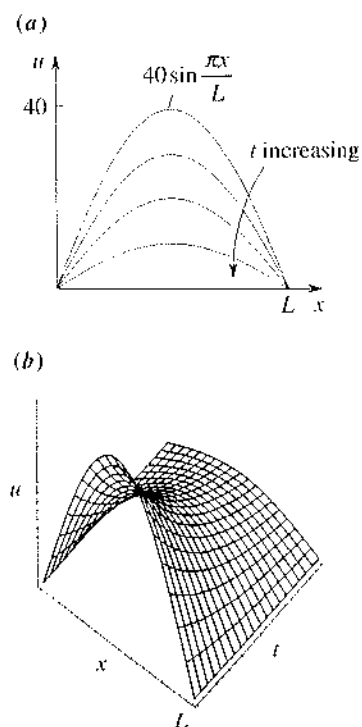 (a)
u
40 sin πx/L
40
t increasing
L x
(b)
u
x
t
L